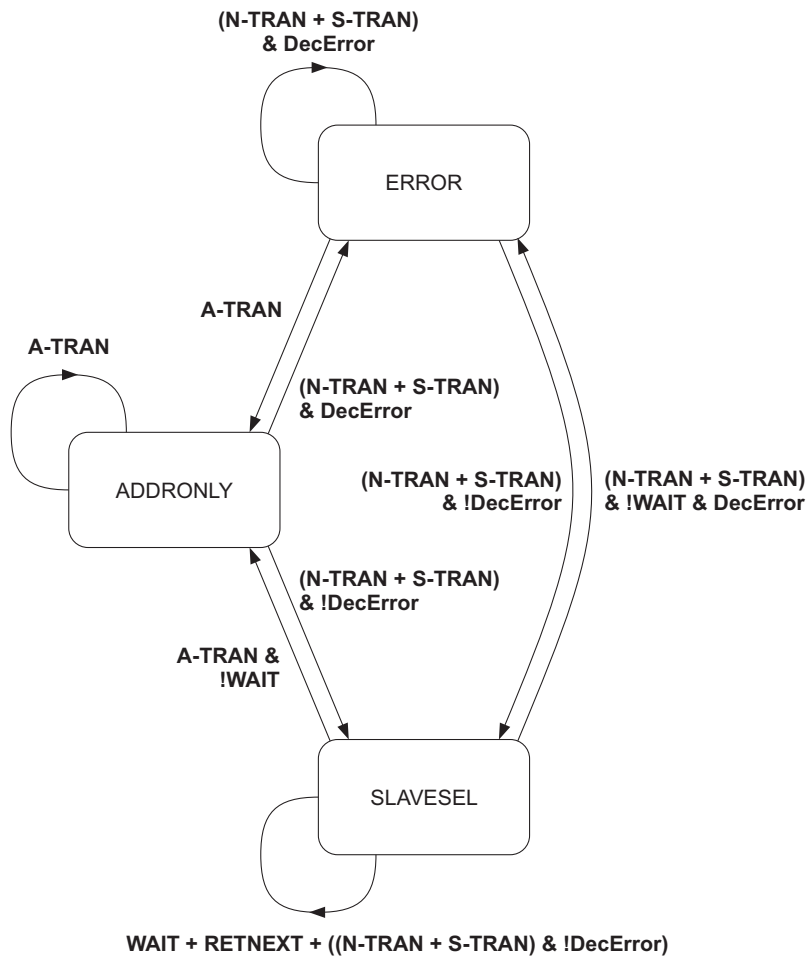 (N-TRAN + S-TRAN)
& DecError
ERROR
A-TRAN
A-TRAN
(N-TRAN + S-TRAN)
& DecError
ADDRONLY
(N-TRAN + S-TRAN)
& !DecError
(N-TRAN + S-TRAN)
& !WAIT & DecError
(N-TRAN + S-TRAN)
& !DecError
A-TRAN &
!WAIT
SLAVESEL
WAIT + RETNEXT + ((N-TRAN + S-TRAN) & !DecError)